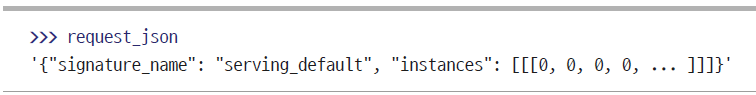 >>> request_json
'{"signature_name": "serving_default", "instances": [[[0, 0, 0, 0, ... ]]]}'